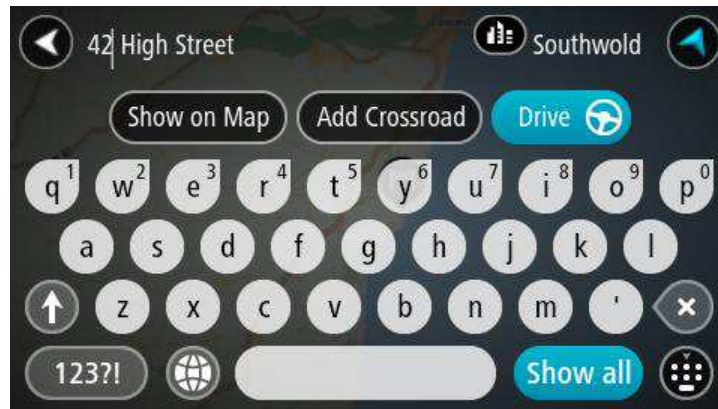 42 High Street Southwold
Show on Map Add Crossroad Drive
q1 w2 e3 r4 t5 y6 u7 i8 o9 p0
a s d f g h j k l
z x c v b n m '
123?! Show all